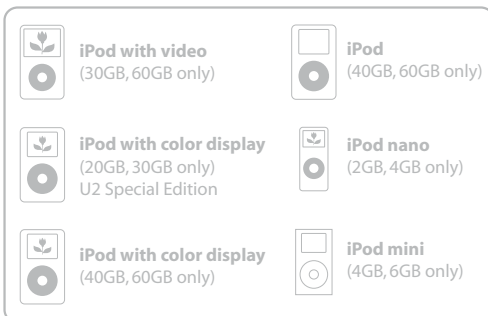 iPod with video
(30GB, 60GB only)
iPod with color display
(20GB, 30GB only)
U2 Special Edition
iPod with color display
(40GB, 60GB only)
iPod
(40GB, 60GB only)
iPod nano
(2GB, 4GB only)
iPod mini
(4GB, 6GB only)